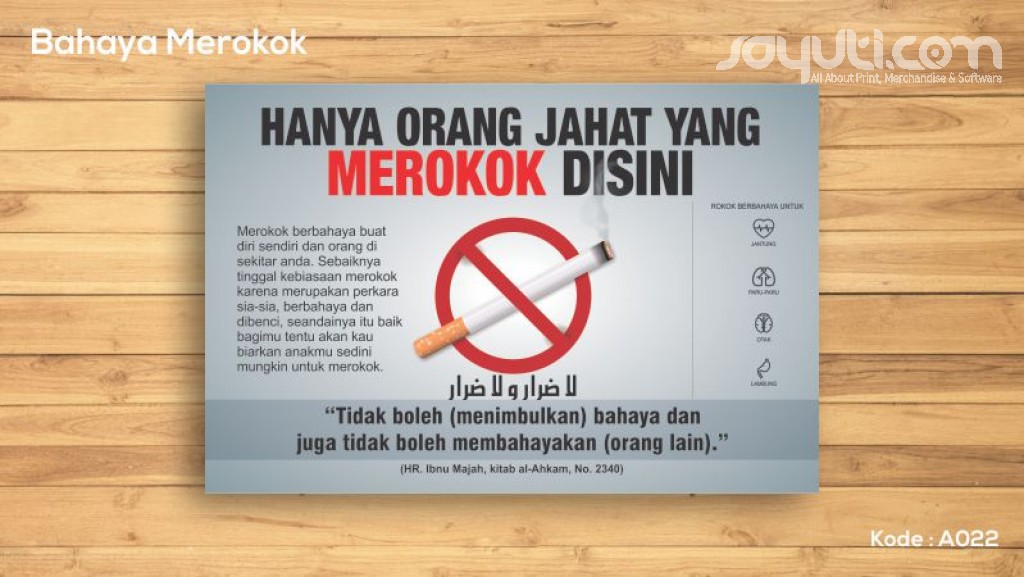 Bahaya Merokok
sayuti.com
All About Print, Merchandise & Software
HANYA ORANG JAHAT YANG
MEROKOK DISINI
Merokok berbahaya buat
diri sendiri dan orang di
sekitar anda. Sebaiknya
tinggal kebiasaan merokok
karena merupakan perkara
sia-sia, berbahaya dan
dibenci, seandainya itu baik
bagimu tentu akan kau
biarkan anakmu sedini
mungkin untuk merokok.
ROKOK BERBAHAYA UNTUK
JANTUNG
PARU-PARU
OTAK
LAMBUNG
لا ضرار و لا ضرار
“Tidak boleh (menimbulkan) bahaya dan
juga tidak boleh membahayakan (orang lain).”
(HR. Ibnu Majah, kitab al-Ahkam, No. 2340)
Kode : A022